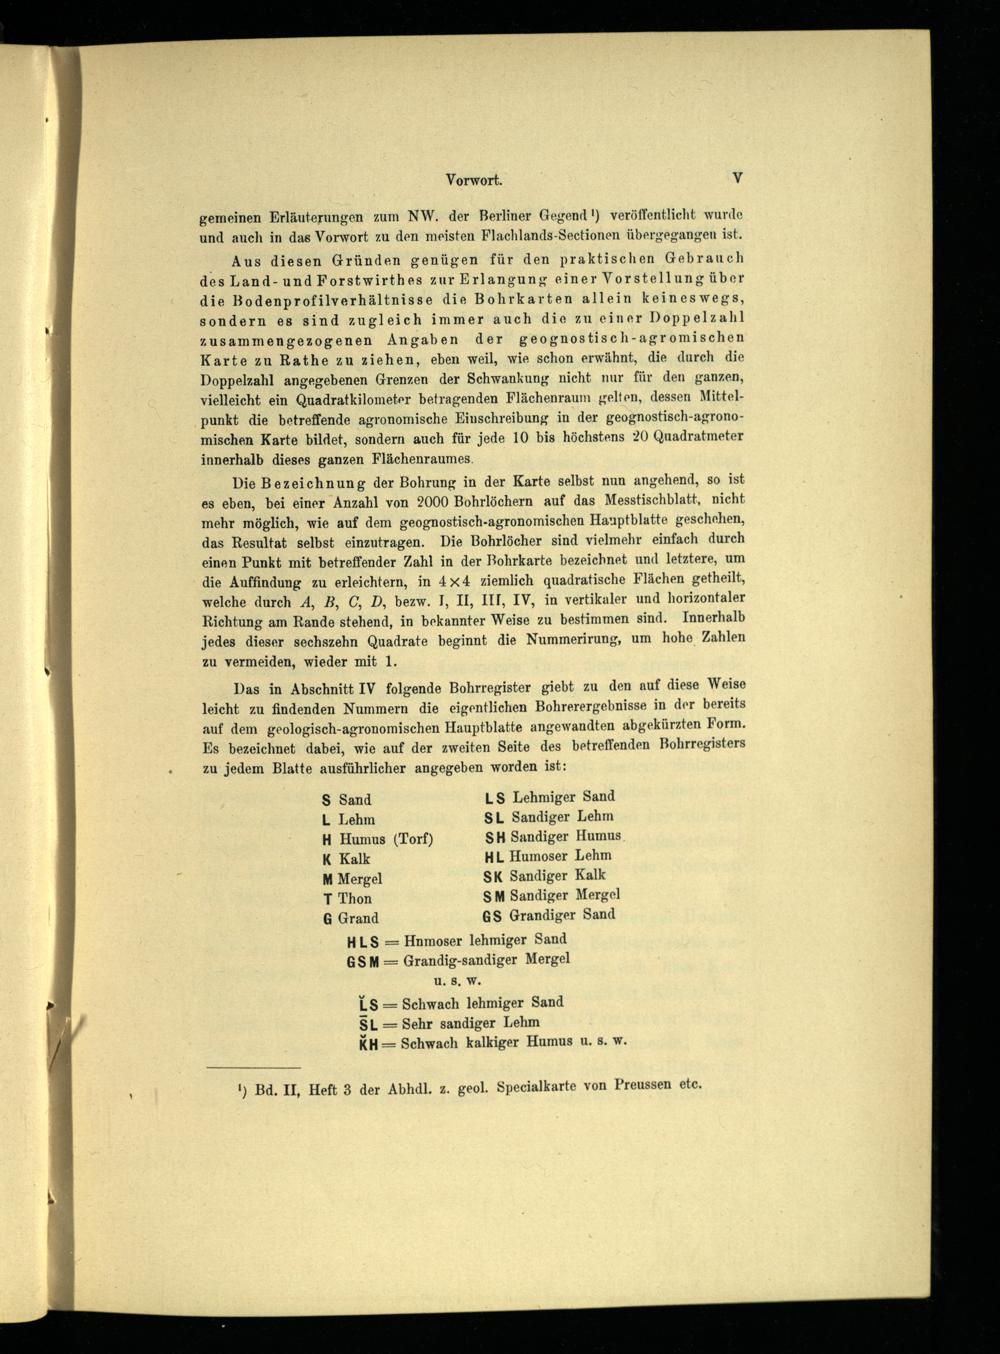 Vorwort. V
gemeinen Erläuterungen zum NW. der Berliner Gegend¹) veröffentlicht wurde
und auch in das Vorwort zu den meisten Flachlands-Sectionen übergegangen ist.
Aus diesen Gründen genügen für den praktischen Gebrauch
des Land- und Forstwirthes zur Erlangung einer Vorstellung über
die Bodenprofilverhältnisse die Bohrkarten allein keineswegs,
sondern es sind zugleich immer auch die zu einer Doppelzahl
zusammengezogenen Angaben der geognostisch-agromischen
Karte zu Rathe zu ziehen, eben weil, wie schon erwähnt, die durch die
Doppelzahl angegebenen Grenzen der Schwankung nicht nur für den ganzen,
vielleicht ein Quadratkilometer betragenden Flächenraum gelten, dessen Mittel-
punkt die betreffende agronomische Einschreibung in der geognostisch-agrono-
mischen Karte bildet, sondern auch für jede 10 bis höchstens 20 Quadratmeter
innerhalb dieses ganzen Flächenraumes.
Die Bezeichnung der Bohrung in der Karte selbst nun angehend, so ist
es eben, bei einer Anzahl von 2000 Bohrlöchern auf das Messtischblatt, nicht
mehr möglich, wie auf dem geognostisch-agronomischen Hauptblatte geschehen,
das Resultat selbst einzutragen. Die Bohrlöcher sind vielmehr einfach durch
einen Punkt mit betreffender Zahl in der Bohrkarte bezeichnet und letztere, um
die Auffindung zu erleichtern, in 4×4 ziemlich quadratische Flächen getheilt,
welche durch A, B, C, D, bezw. I, II, III, IV, in vertikaler und horizontaler
Richtung am Rande stehend, in bekannter Weise zu bestimmen sind. Innerhalb
jedes dieser sechszehn Quadrate beginnt die Nummerirung, um hohe Zahlen
zu vermeiden, wieder mit 1.
Das in Abschnitt IV folgende Bohrregister giebt zu den auf diese Weise
leicht zu findenden Nummern die eigentlichen Bohrerergebnisse in der bereits
auf dem geologisch-agronomischen Hauptblatte angewandten abgekürzten Form.
Es bezeichnet dabei, wie auf der zweiten Seite des betreffenden Bohrregisters
zu jedem Blatte ausführlicher angegeben worden ist:
S Sand LS Lehmiger Sand
L Lehm SL Sandiger Lehm
H Humus (Torf) SH Sandiger Humus
K Kalk HL Humoser Lehm
M Mergel SK Sandiger Kalk
T Thon SM Sandiger Mergel
G Grand GS Grandiger Sand
HLS = Hnmoser lehmiger Sand
GSM = Grandig-sandiger Mergel
u. s. w.
L̆S = Schwach lehmiger Sand
S̄L = Sehr sandiger Lehm
K̆H = Schwach kalkiger Humus u. s. w.
¹) Bd. II, Heft 3 der Abhdl. z. geol. Specialkarte von Preussen etc.